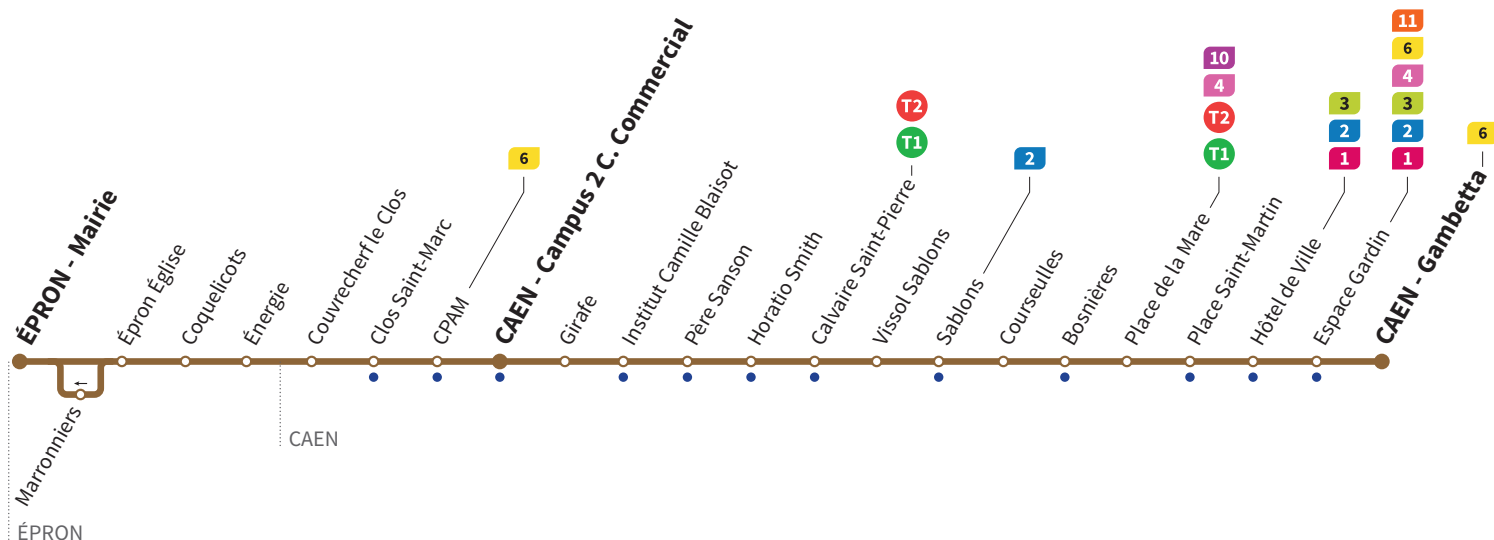 ÉPRON - Mairie
Marronniers
Épron Église
Coquelicots
Énergie
Couvrecherf le Clos
Clos Saint-Marc
CPAM
6
CAEN - Campus 2 C. Commercial
Girafe
Institut Camille Blaisot
Père Sanson
Horatio Smith
Calvaire Saint-Pierre
T2
T1
Vissol Sablons
Sablons
2
Courseulles
Bosnières
Place de la Mare
10
4
T2
T1
Place Saint-Martin
Hôtel de Ville
3
2
1
Espace Gardin
11
6
4
3
2
1
CAEN - Gambetta
6
CAEN
ÉPRON